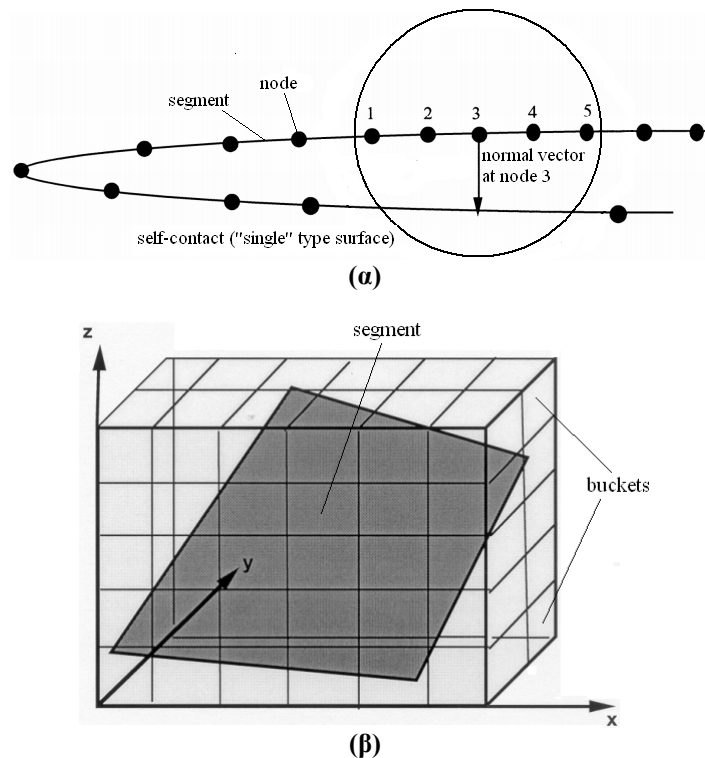 node
segment
1 2 3 4 5
normal vector
at node 3
self-contact ("single" type surface)
(α)
segment
z
buckets
y
x
(β)